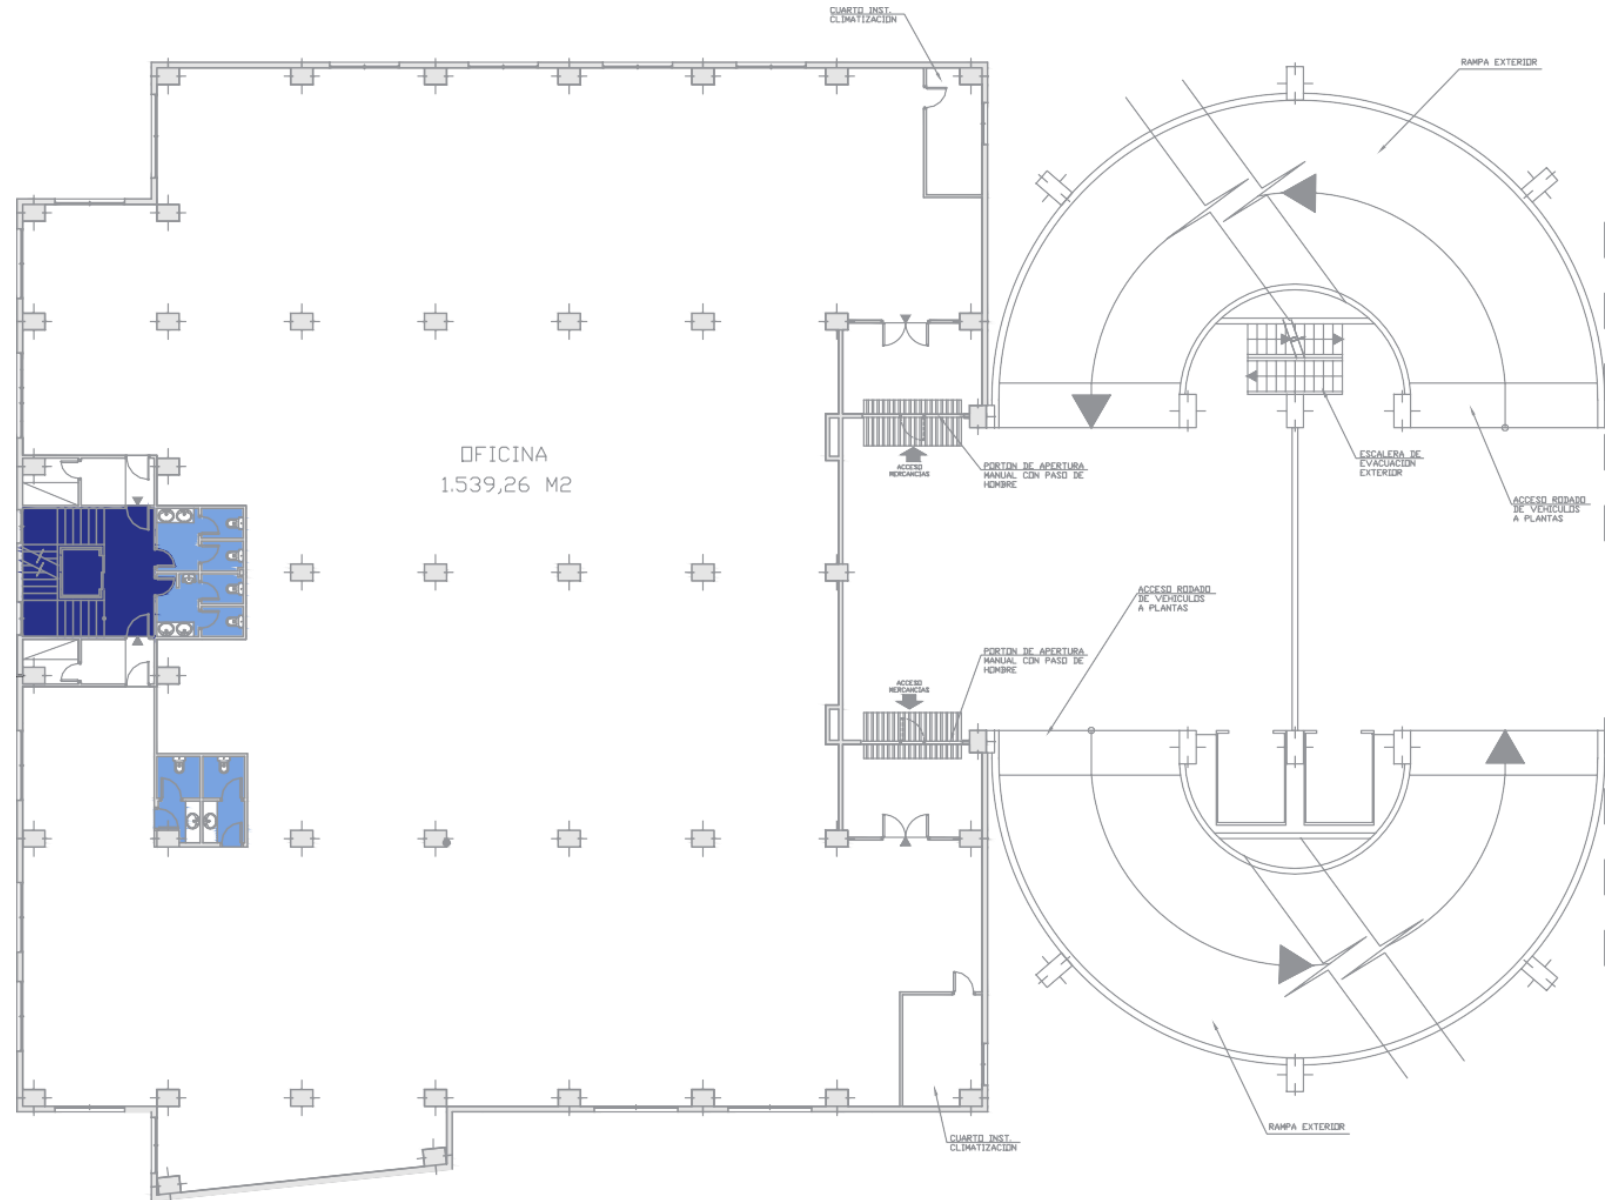 CUARTO INST.
CLIMATIZACION
RAMPA EXTERIOR
OFICINA
1.539,26 M2
ACCESO
MERCANCIAS
PORTON DE APERTURA
MANUAL CON PASO DE
HOMBRE
ESCALERA DE
EVACUACION
EXTERIOR
ACCESO RODADO
DE VEHICULOS
A PLANTAS
ACCESO RODADO
DE VEHICULOS
A PLANTAS
PORTON DE APERTURA
MANUAL CON PASO DE
HOMBRE
ACCESO
MERCANCIAS
RAMPA EXTERIOR
CUARTO INST.
CLIMATIZACION